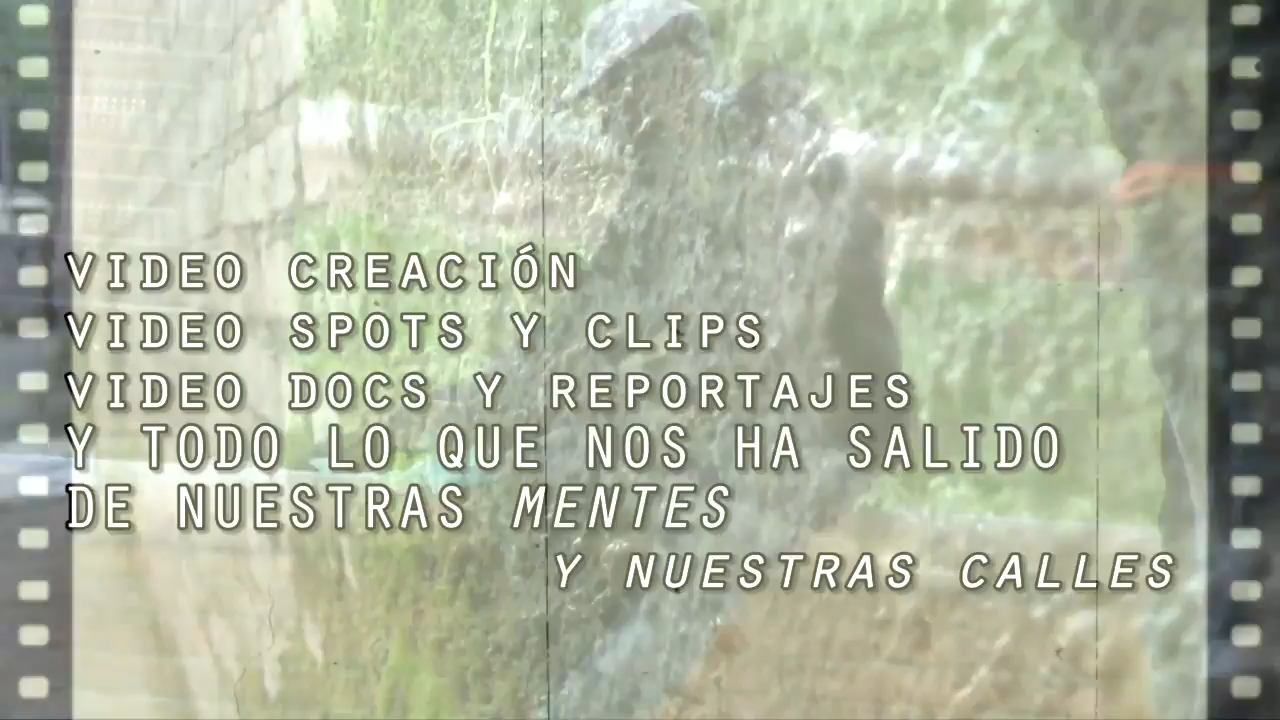 VIDEO CREACIÓN
VIDEO SPOTS Y CLIPS
VIDEO DOCS Y REPORTAJES
Y TODO LO QUE NOS HA SALIDO
DE NUESTRAS MENTES
Y NUESTRAS CALLES